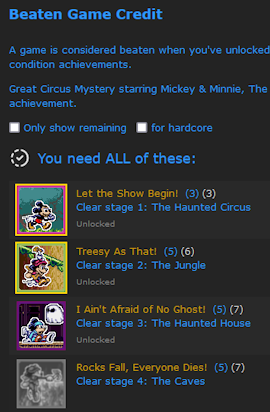 Beaten Game Credit
A game is considered beaten when you've unlocked
condition achievements.
Great Circus Mystery starring Mickey & Minnie, The
achievement.
Only show remaining for hardcore
You need ALL of these:
Let the Show Begin! (3) (3)
Clear stage 1: The Haunted Circus
Unlocked
Treesy As That! (5) (6)
Clear stage 2: The Jungle
Unlocked
I Ain't Afraid of No Ghost! (5) (7)
Clear stage 3: The Haunted House
Unlocked
Rocks Fall, Everyone Dies! (5) (7)
Clear stage 4: The Caves